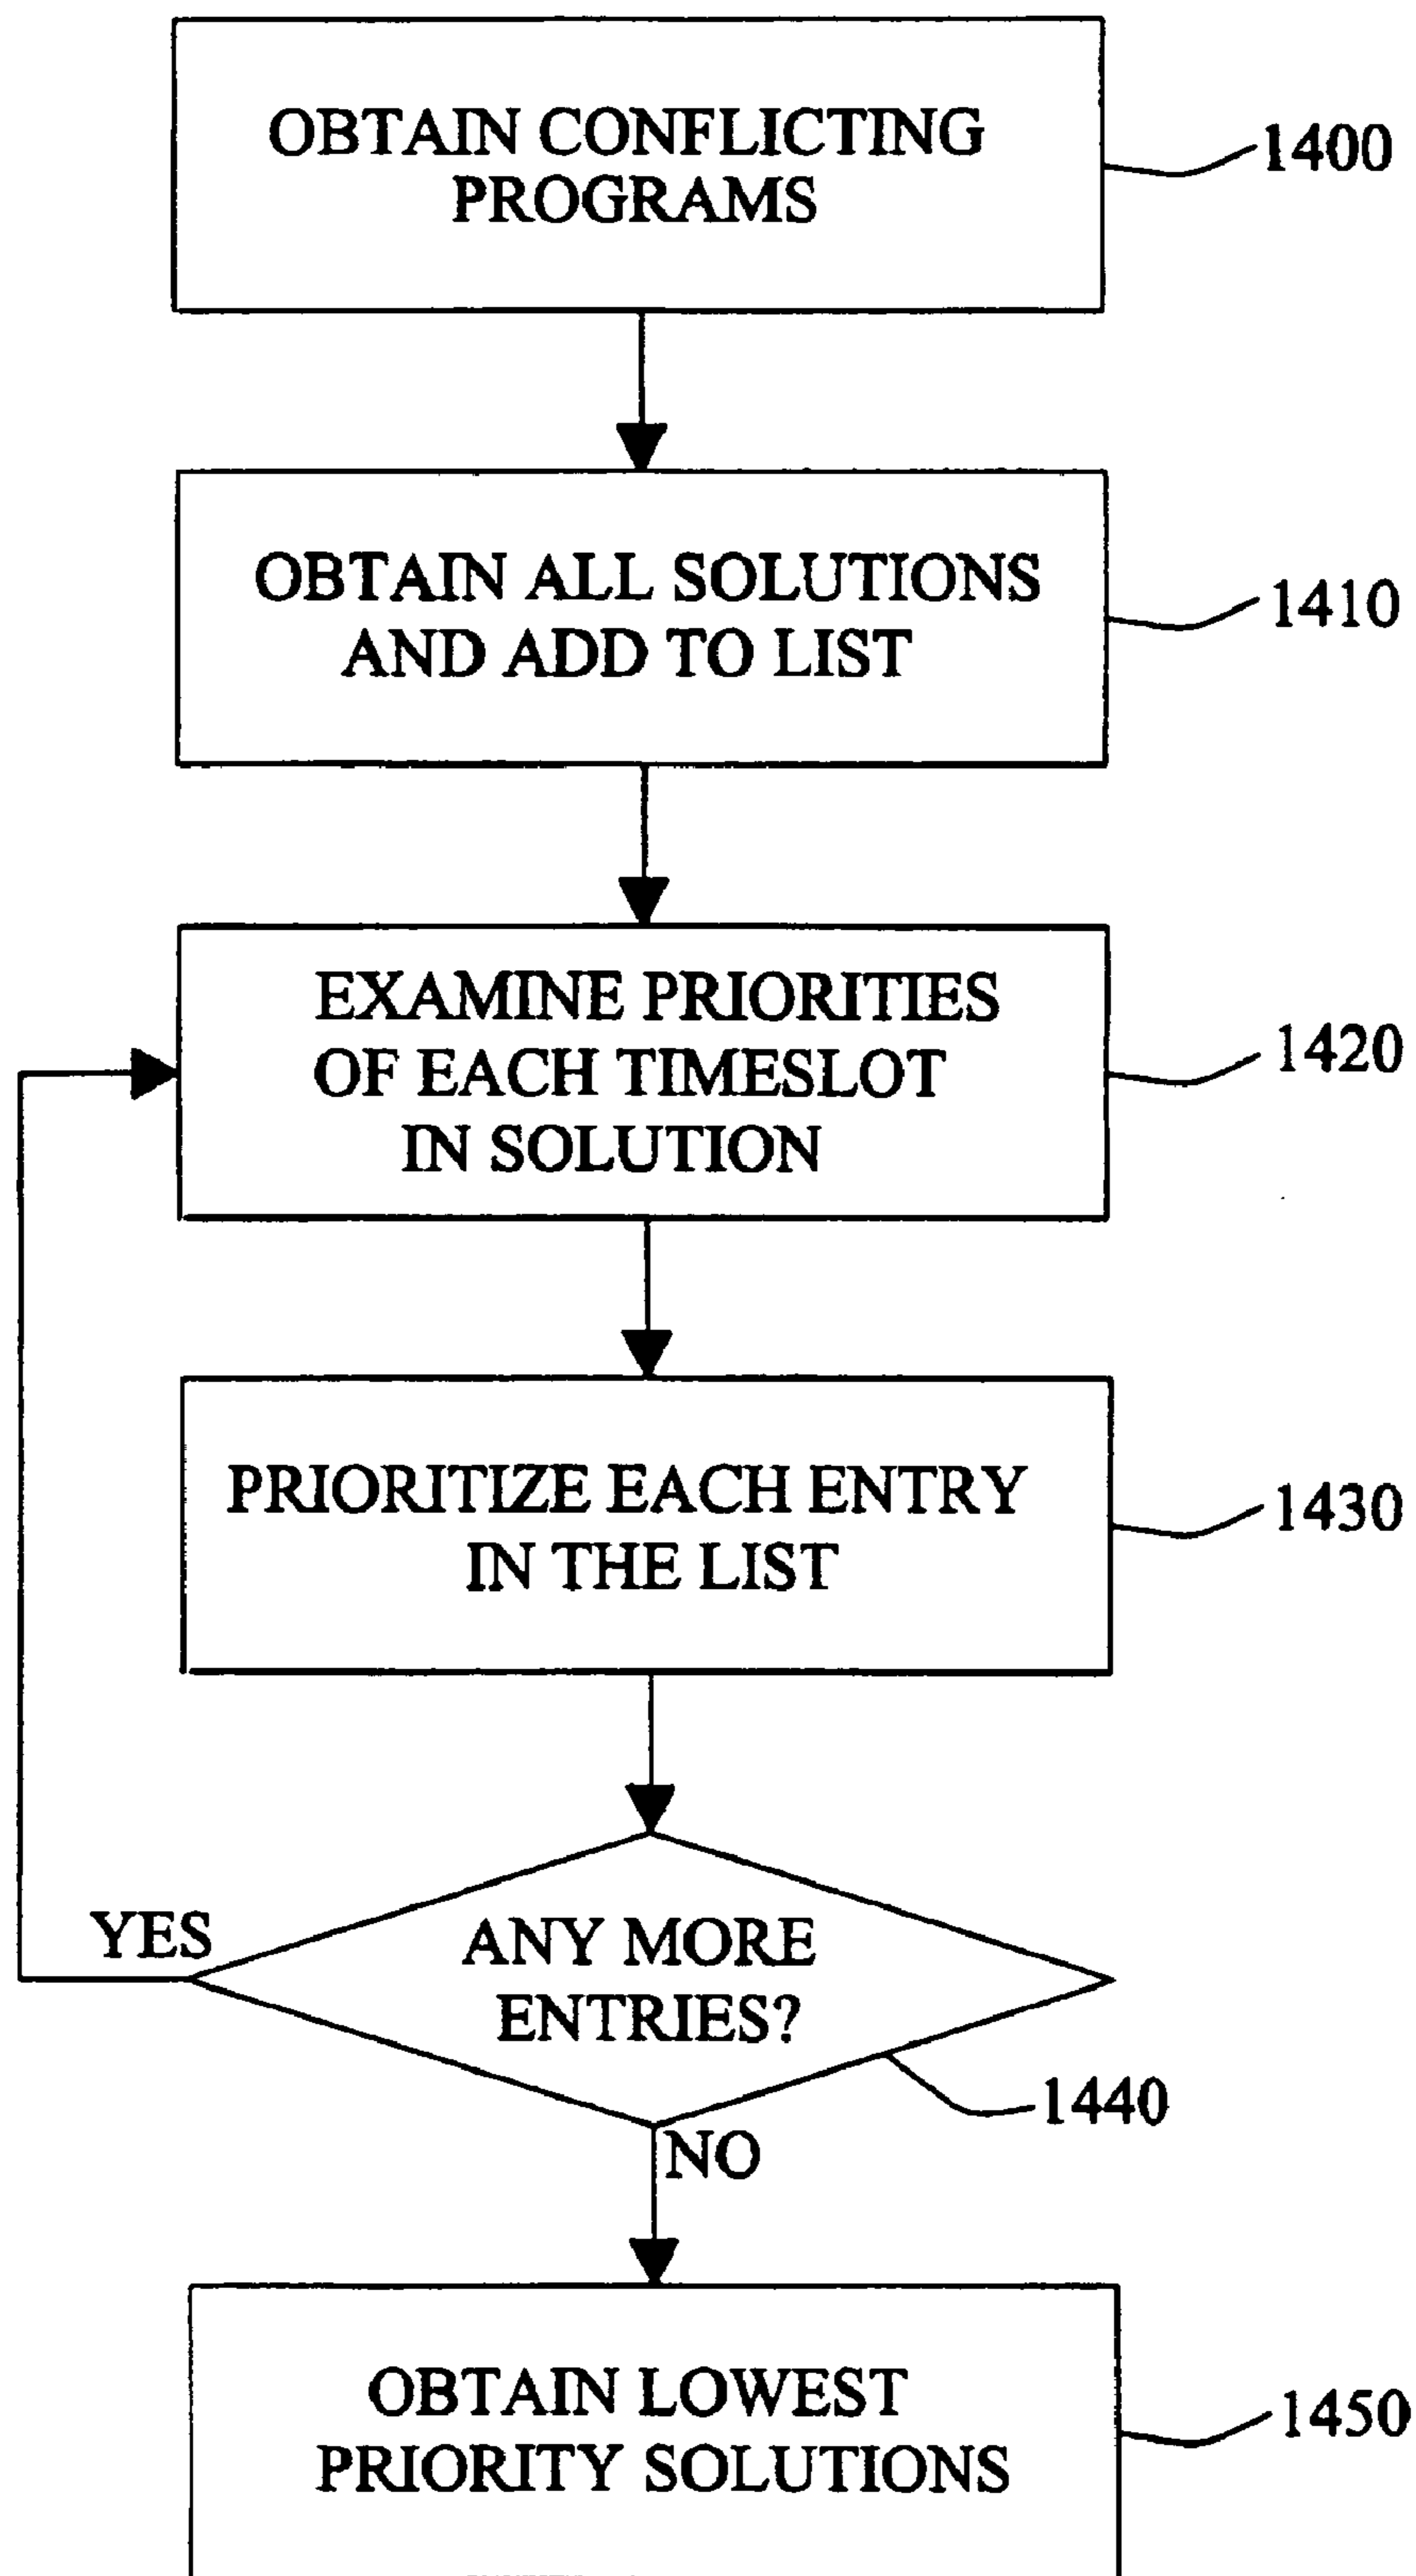 OBTAIN CONFLICTING
PROGRAMS
1400
OBTAIN ALL SOLUTIONS
AND ADD TO LIST
1410
EXAMINE PRIORITIES
OF EACH TIMESLOT
IN SOLUTION
1420
PRIORITIZE EACH ENTRY
IN THE LIST
1430
YES
ANY MORE
ENTRIES?
1440
NO
OBTAIN LOWEST
PRIORITY SOLUTIONS
1450